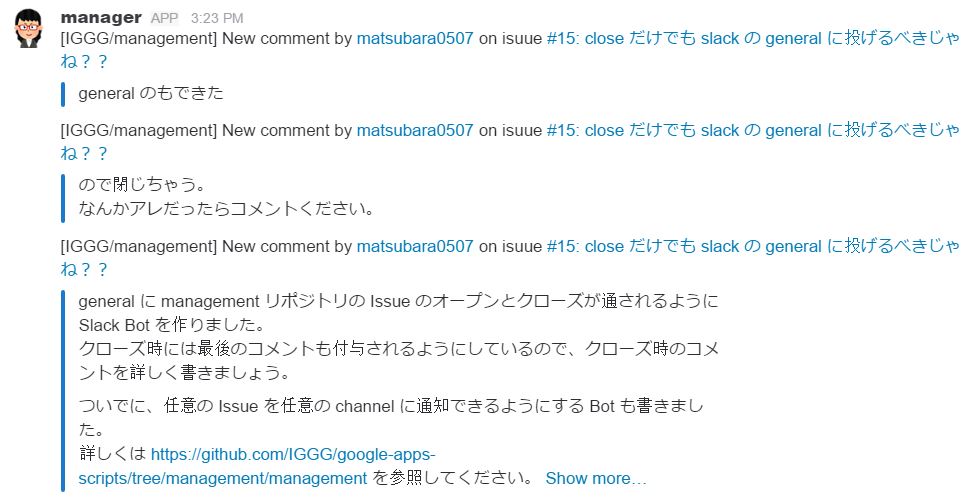 manager APP 3:23 PM
[IGGG/management] New comment by matsubara0507 on isuue #15: close だけでも slack の general に投げるべきじゃ
ね？？
general のもできた
[IGGG/management] New comment by matsubara0507 on isuue #15: close だけでも slack の general に投げるべきじゃ
ね？？
ので閉じちゃう。
なんかアレだったらコメントください。
[IGGG/management] New comment by matsubara0507 on isuue #15: close だけでも slack の general に投げるべきじゃ
ね？？
general に management リポジトリの Issue のオープンとクローズが通されるように
Slack Bot を作りました。
クローズ時には最後のコメントも付与されるようにしているので、クローズ時のコメ
ントを詳しく書きましょう。
ついでに、任意の Issue を任意の channel に通知できるようにする Bot も書きまし
た。
詳しくは https://github.com/IGGG/google-apps-
scripts/tree/management/management を参照してください。 Show more…